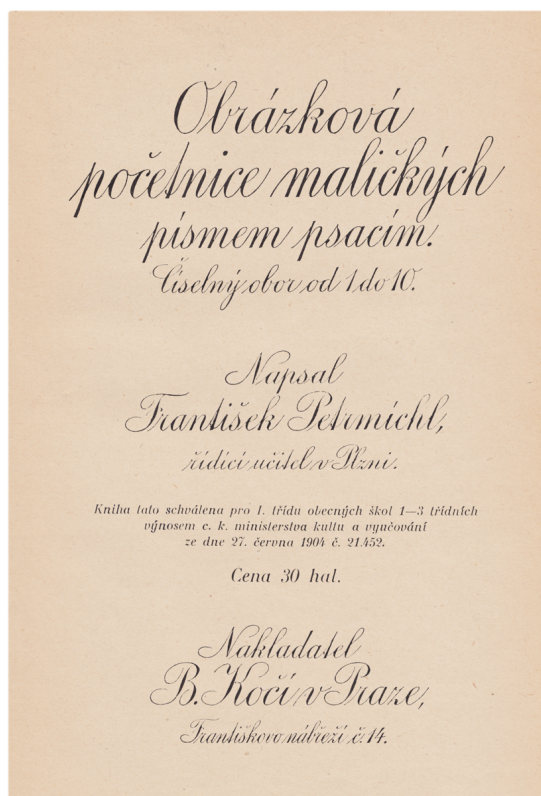 Obrázková
početnice maličkých
písmem psacím.
Číselný obor od 1 do 10.
Napsal
František Petrmichl,
řídící učitel v Plzni.
Kniha tato schválena pro 1. třídu obecných škol 1—3 třídních
výnosem c. k. ministerstva kultu a vyučování
ze dne 27. června 1904 č. 21.452.
Cena 30 hal.
Nakladatel
B. Kočí v Praze,
Františkovo nábřeží č. 14.